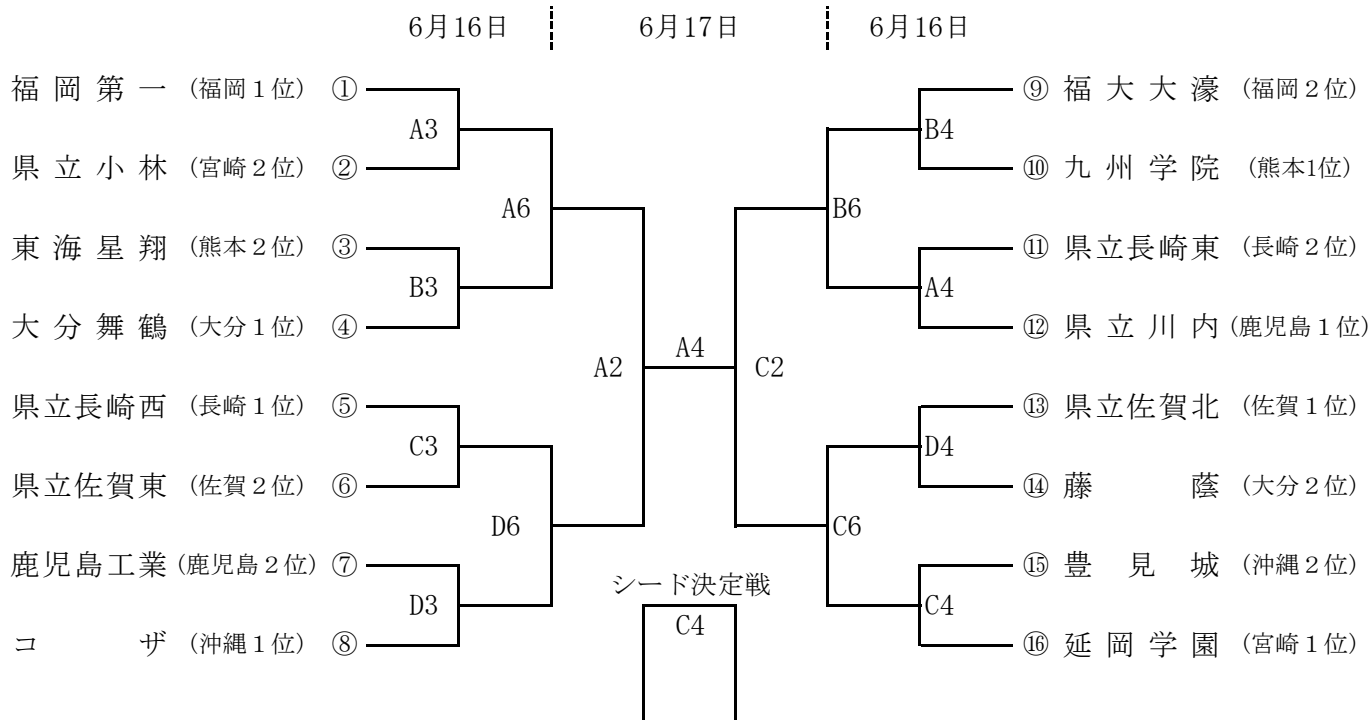 6月16日 6月17日 6月16日
福岡第一 (福岡１位) ① ⑨ 福大大濠 (福岡２位)
A3 B4
県立小林 (宮崎２位) ② ⑩ 九州学院 (熊本1位)
A6 B6
東海星翔 (熊本２位) ③ ⑪ 県立長崎東 (長崎２位)
B3 A4
大分舞鶴 (大分１位) ④ ⑫ 県立川内 (鹿児島１位)
A4
A2 C2
県立長崎西 (長崎１位) ⑤ ⑬ 県立佐賀北 (佐賀１位)
C3 D4
県立佐賀東 (佐賀２位) ⑥ ⑭ 藤蔭 (大分２位)
D6 C6
鹿児島工業 (鹿児島２位) ⑦ ⑮ 豊見城 (沖縄２位)
シード決定戦
D3 C4 C4
コザ (沖縄１位) ⑧ ⑯ 延岡学園 (宮崎１位)